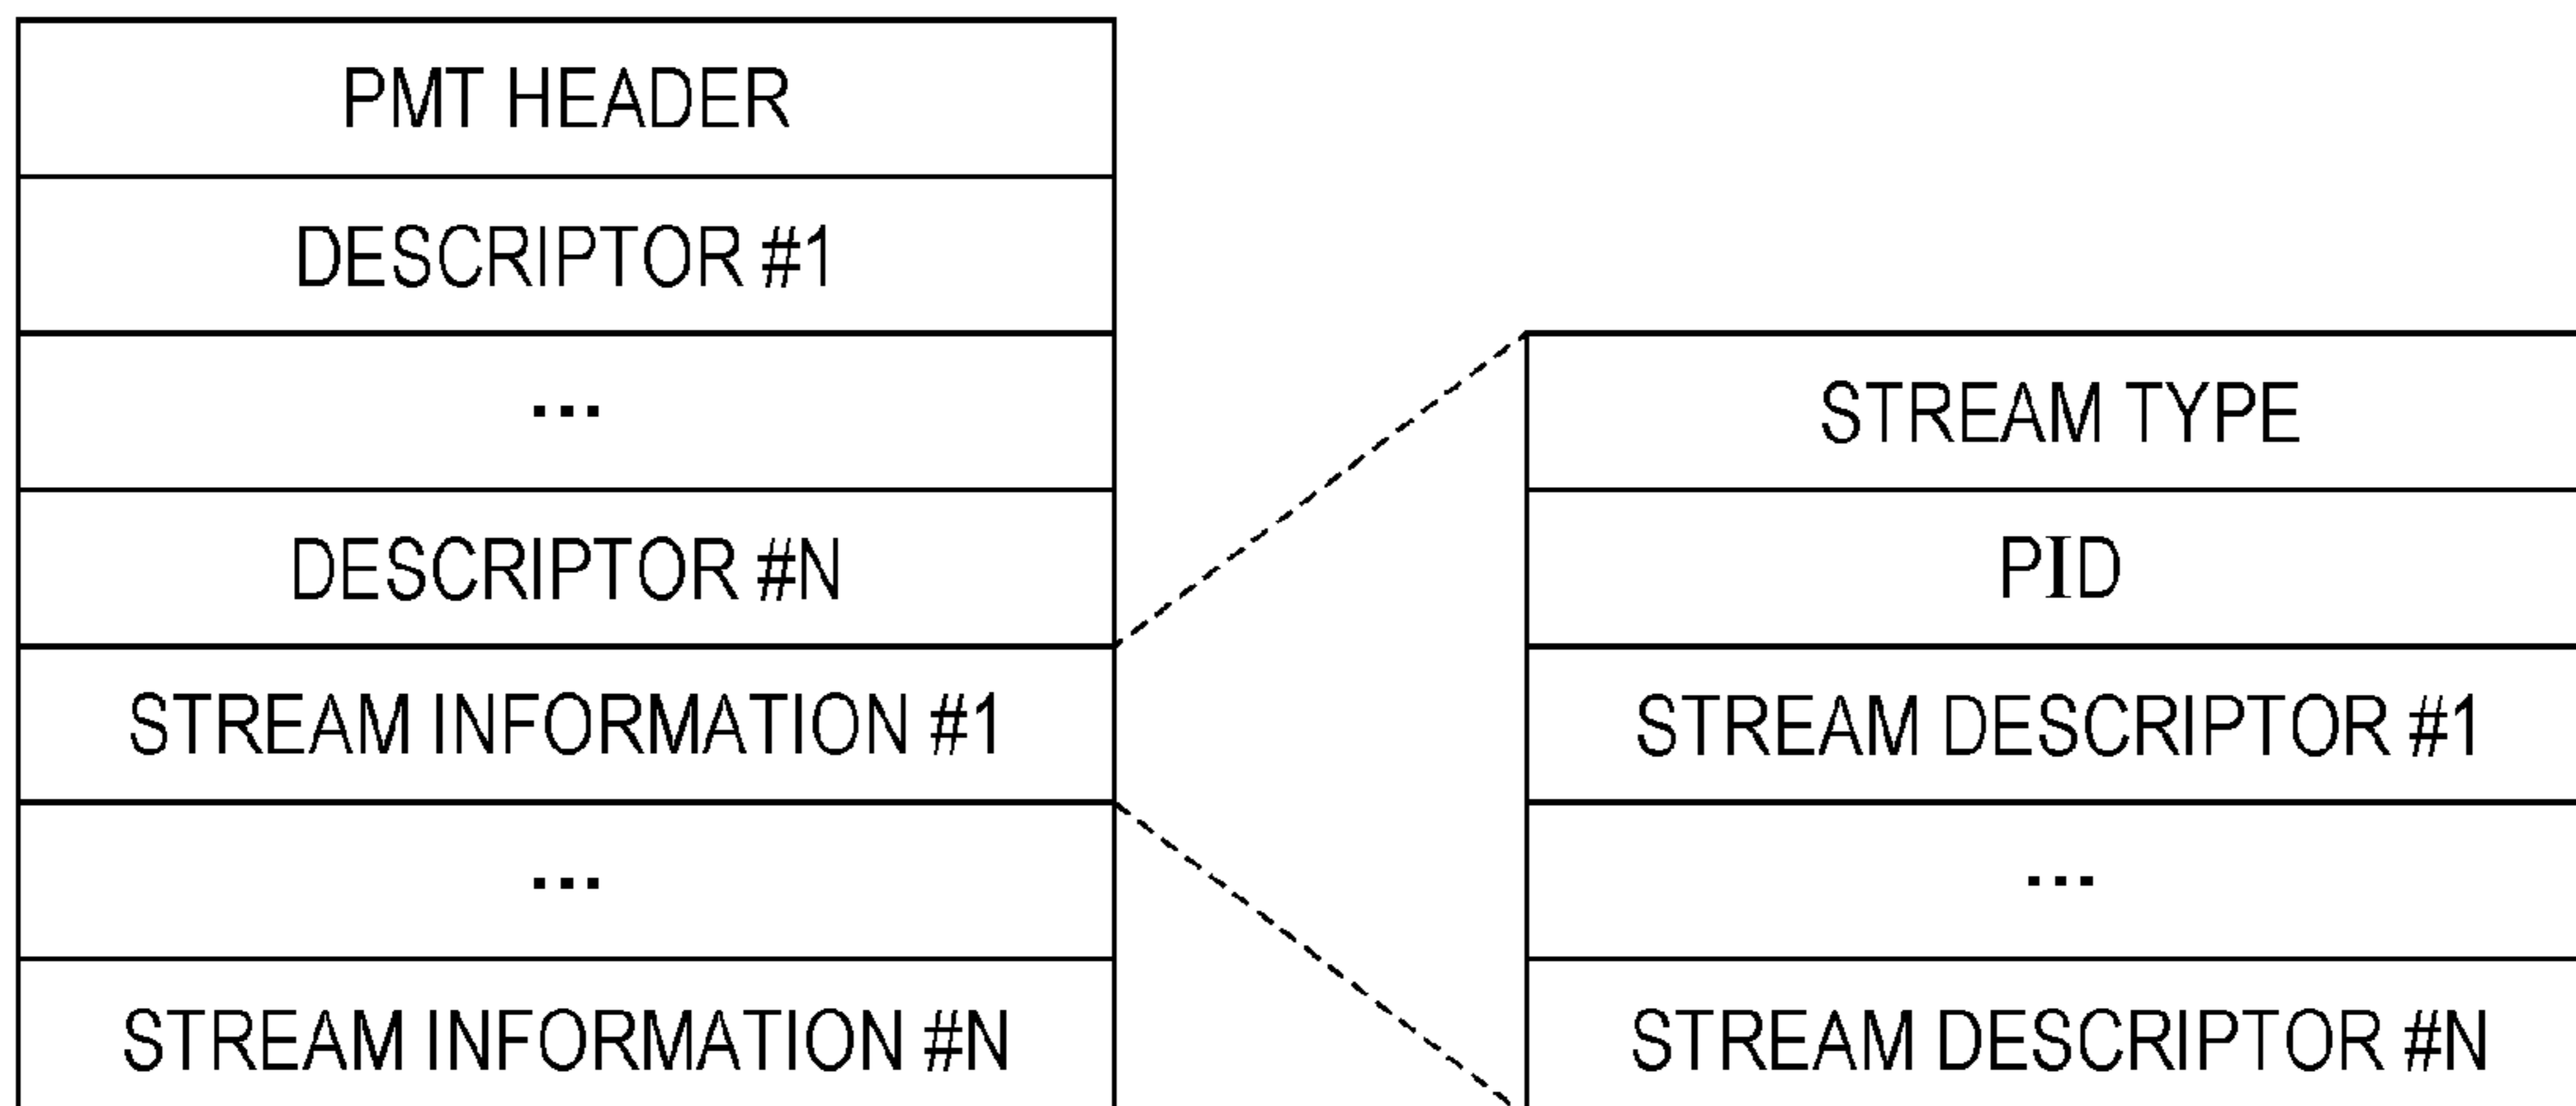 PMT HEADER
DESCRIPTOR #1
...
DESCRIPTOR #N
STREAM INFORMATION #1
...
STREAM INFORMATION #N
STREAM TYPE
PID
STREAM DESCRIPTOR #1
...
STREAM DESCRIPTOR #N